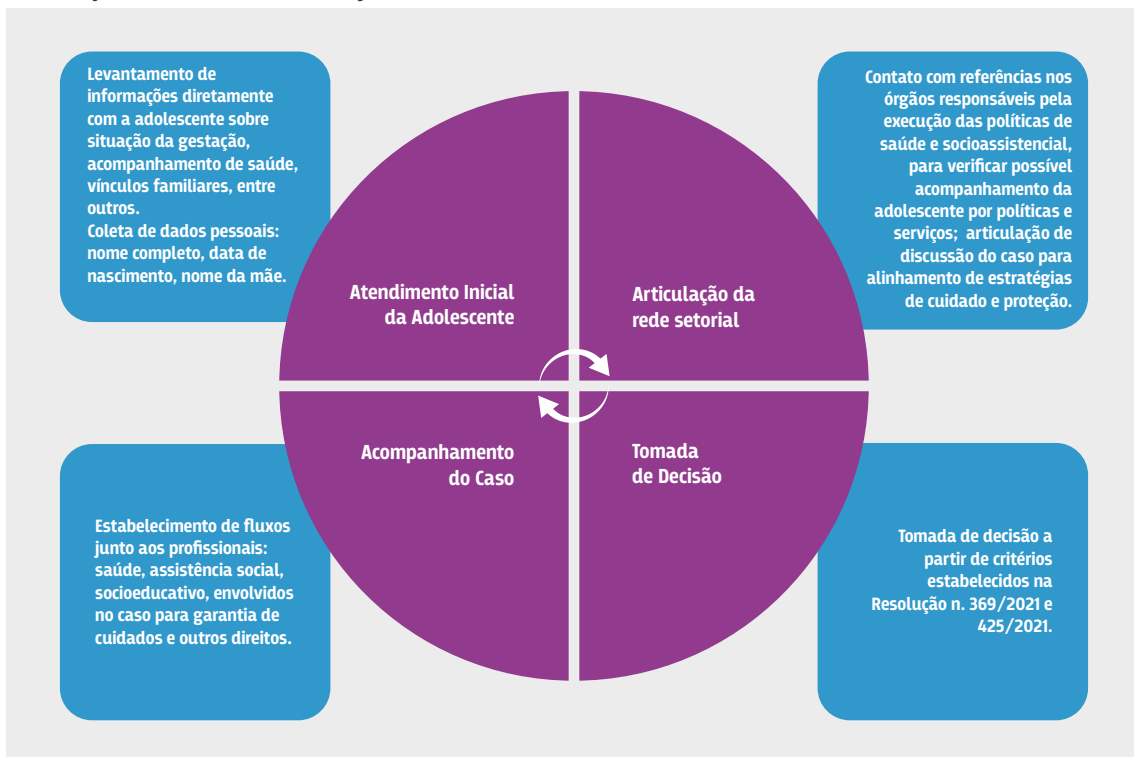 Levantamento de
informações diretamente
com a adolescente sobre
situação da gestação,
acompanhamento de saúde,
vínculos familiares, entre
outros.
Coleta de dados pessoais:
nome completo, data de
nascimento, nome da mãe.
Atendimento Inicial
da Adolescente
Articulação da
rede setorial
Contato com referências nos
órgãos responsáveis pela
execução das políticas de
saúde e socioassistencial,
para verificar possível
acompanhamento da
adolescente por políticas e
serviços; articulação de
discussão do caso para
alinhamento de estratégias
de cuidado e proteção.
Estabelecimento de fluxos
junto aos profissionais:
saúde, assistência social,
socioeducativo, envolvidos
no caso para garantia de
cuidados e outros direitos.
Acompanhamento
do Caso
Tomada
de Decisão
Tomada de decisão a
partir de critérios
estabelecidos na
Resolução n. 369/2021 e
425/2021.